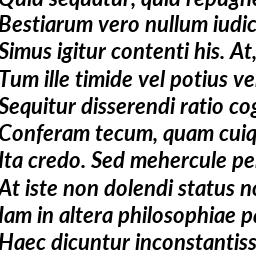 Quid sequatur, quid repugne
Bestiarum vero nullum iudic
Simus igitur contenti his. At,
Tum ille timide vel potius ve
Sequitur disserendi ratio cog
Conferam tecum, quam cuiq
Ita credo. Sed mehercule pe
At iste non dolendi status no
Iam in altera philosophiae pa
Haec dicuntur inconstantiss